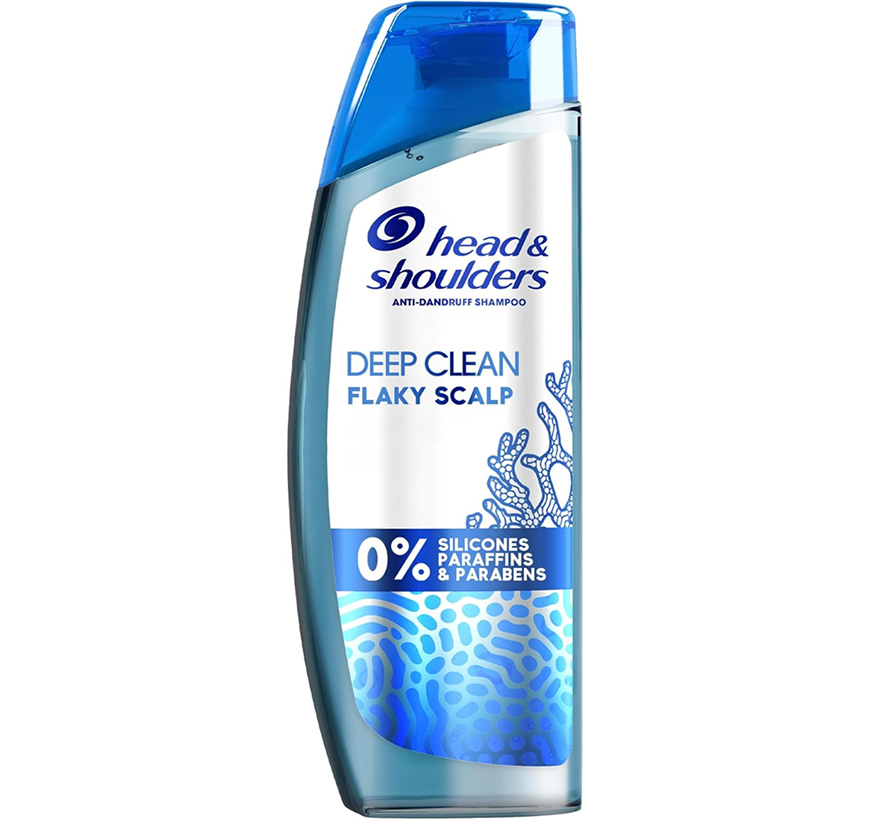 head &
shoulders
ANTI-DANDRUFF SHAMPOO
DEEP CLEAN
FLAKY SCALP
0% SILICONES
PARAFFINS
& PARABENS